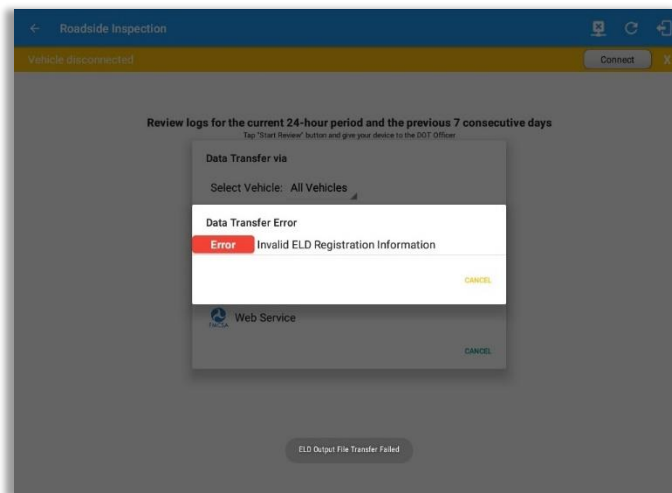 Roadside Inspection
Vehicle disconnected
Connect
X
Review logs for the current 24-hour period and the previous 7 consecutive days
Tap "Start Review" button and give your device to the DOT Officer
Data Transfer via
Select Vehicle: All Vehicles
Data Transfer Error
Error Invalid ELD Registration Information
CANCEL
FMCSA
Web Service
CANCEL
ELD Output File Transfer Failed